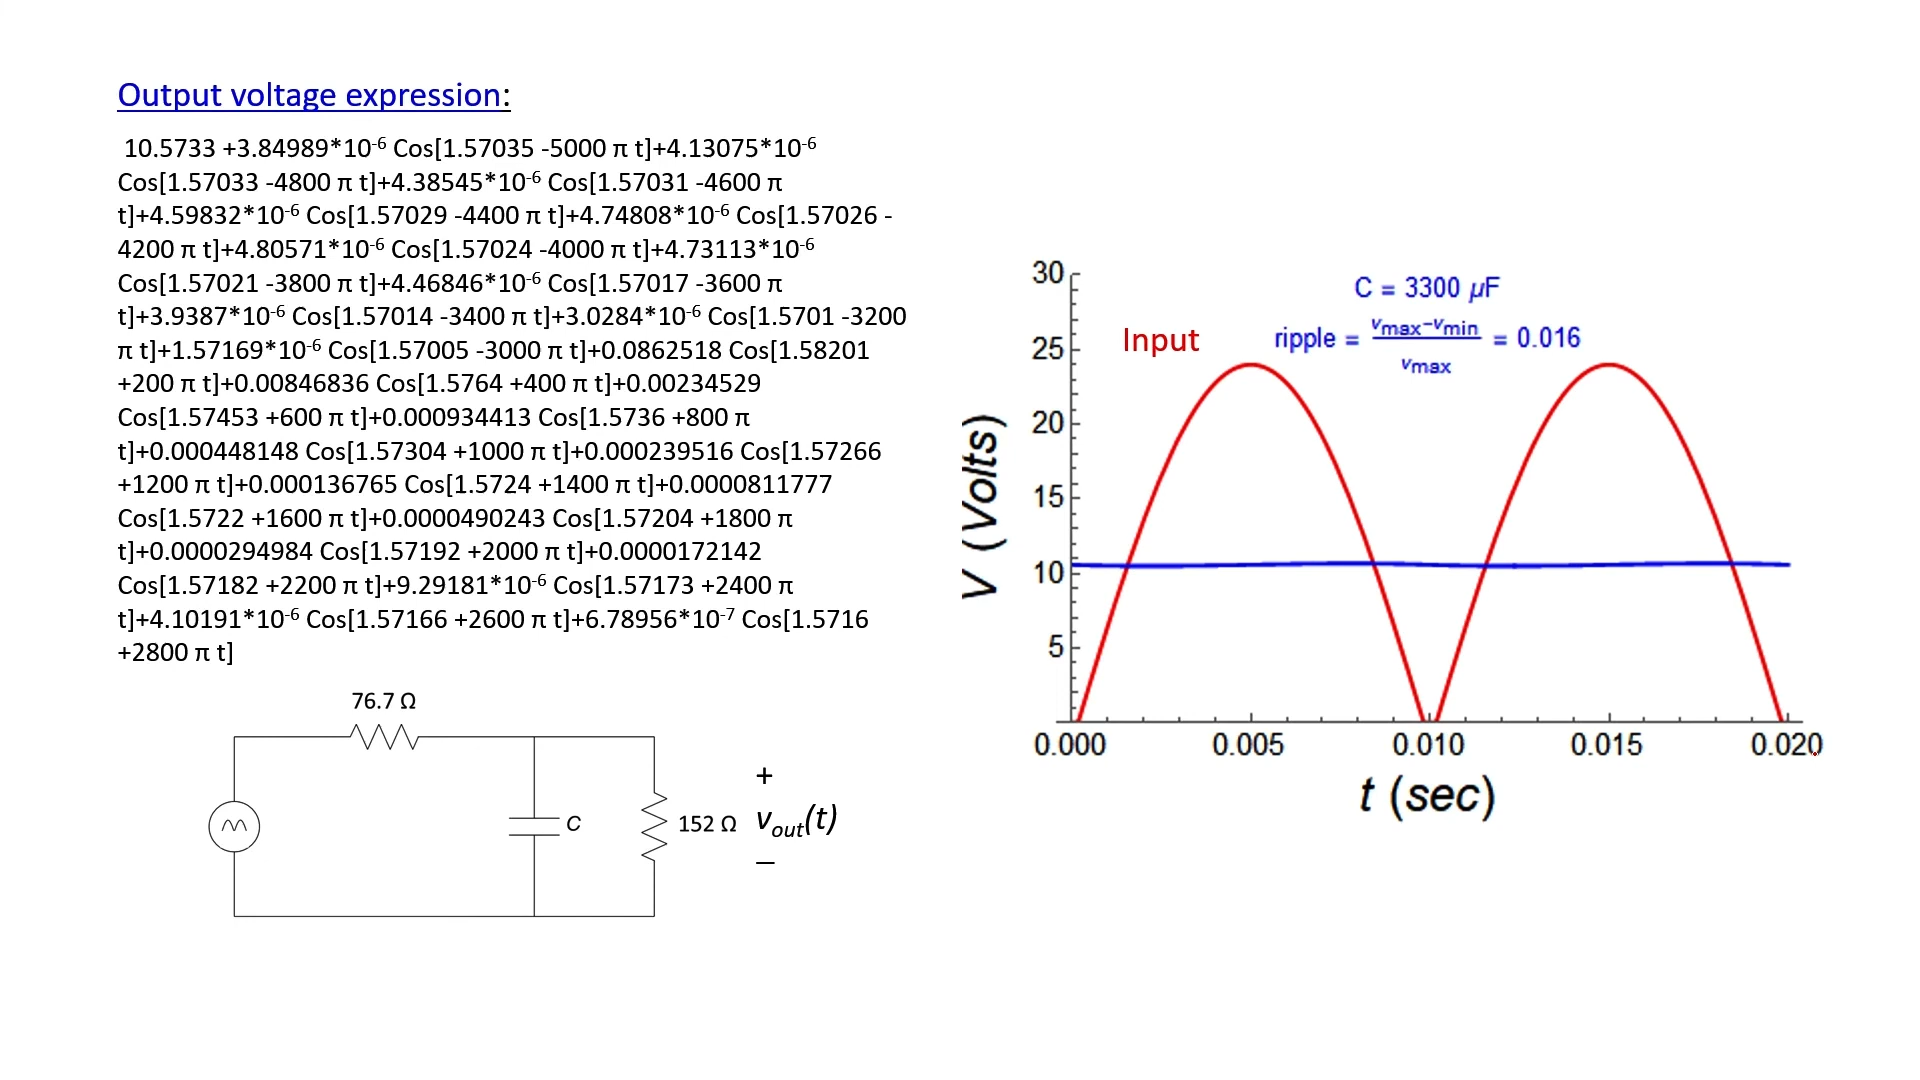 Output voltage expression:
10.5733 +3.84989*10-6 Cos[1.57035 -5000 π t]+4.13075*10-6
Cos[1.57033 -4800 π t]+4.38545*10-6 Cos[1.57031 -4600 π
t]+4.59832*10-6 Cos[1.57029 -4400 π t]+4.74808*10-6 Cos[1.57026 -
4200 π t]+4.80571*10-6 Cos[1.57024 -4000 π t]+4.73113*10-6
Cos[1.57021 -3800 π t]+4.46846*10-6 Cos[1.57017 -3600 π
t]+3.9387*10-6 Cos[1.57014 -3400 π t]+3.0284*10-6 Cos[1.5701 -3200
π t]+1.57169*10-6 Cos[1.57005 -3000 π t]+0.0862518 Cos[1.58201
+200 π t]+0.00846836 Cos[1.5764 +400 π t]+0.00234529
Cos[1.57453 +600 π t]+0.000934413 Cos[1.5736 +800 π
t]+0.000448148 Cos[1.57304 +1000 π t]+0.000239516 Cos[1.57266
+1200 π t]+0.000136765 Cos[1.5724 +1400 π t]+0.0000811777
Cos[1.5722 +1600 π t]+0.0000490243 Cos[1.57204 +1800 π
t]+0.0000294984 Cos[1.57192 +2000 π t]+0.0000172142
Cos[1.57182 +2200 π t]+9.29181*10-6 Cos[1.57173 +2400 π
t]+4.10191*10-6 Cos[1.57166 +2600 π t]+6.78956*10-7 Cos[1.5716
+2800 π t]
76.7 Ω
C
152 Ω
+
vout(t)
–
C = 3300 μF
ripple = vmax-vmin / vmax = 0.016
Input
V (Volts)
30
25
20
15
10
5
0.000 0.005 0.010 0.015 0.020
t (sec)